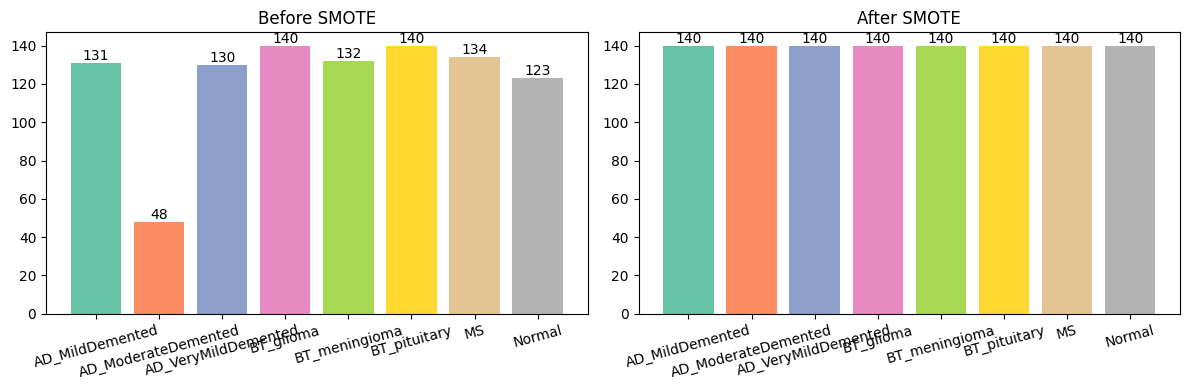 Before SMOTE
140
120
100
80
60
40
20
0
131
48
130
140
132
140
134
123
AD_MildDemented
AD_ModerateDemented
AD_VeryMildDemented
BT_glioma
BT_meningioma
BT_pituitary
MS
Normal
After SMOTE
140
120
100
80
60
40
20
0
140
140
140
140
140
140
140
140
AD_MildDemented
AD_ModerateDemented
AD_VeryMildDemented
BT_glioma
BT_meningioma
BT_pituitary
MS
Normal